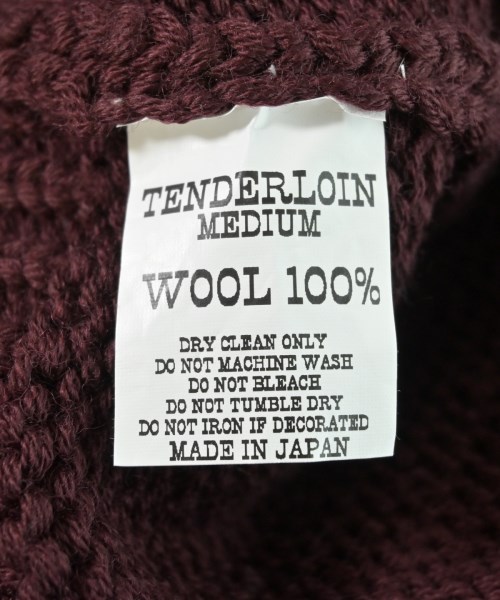 TENDERLOIN
MEDIUM
WOOL 100%
DRY CLEAN ONLY
DO NOT MACHINE WASH
DO NOT BLEACH
DO NOT TUMBLE DRY
DO NOT IRON IF DECORATED
MADE IN JAPAN